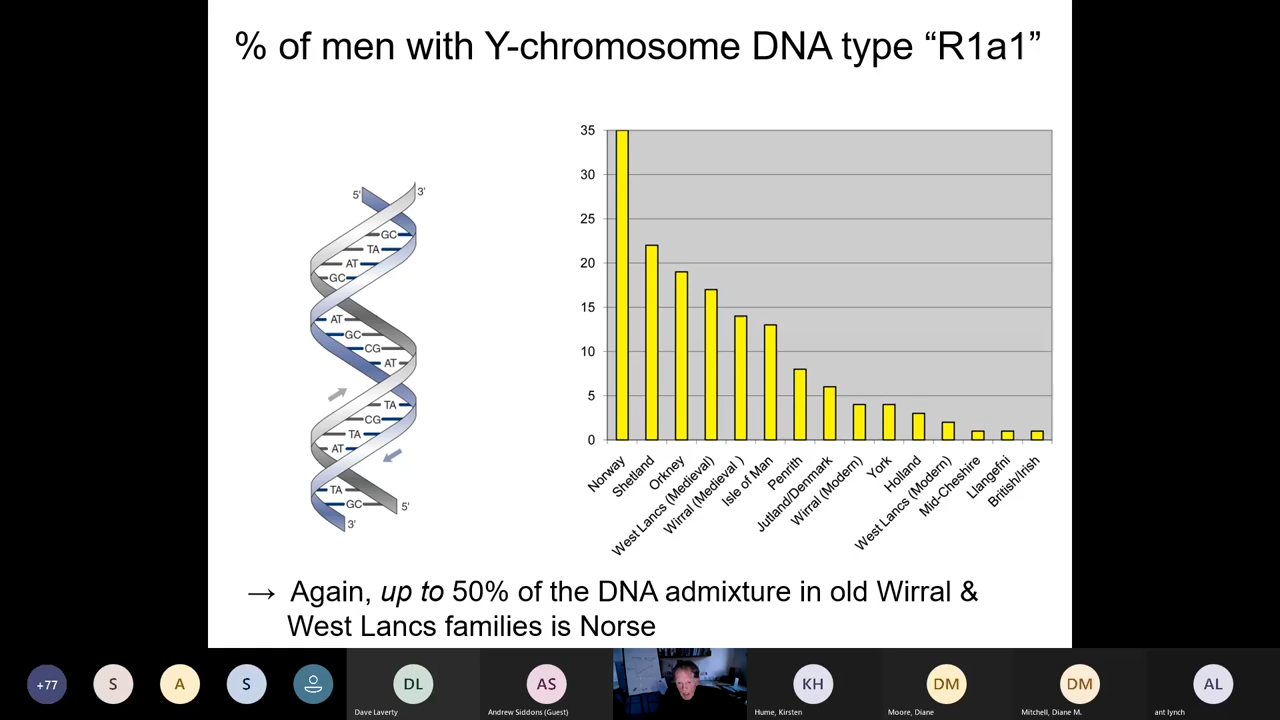 % of men with Y-chromosome DNA type “R1a1”
5'
3'
GC
TA
AT
GC
AT
GC
CG
AT
TA
CG
TA
AT
TA
GC
5'
3'
35
30
25
20
15
10
5
0
Norway
Shetland
Orkney
West Lancs (Medieval)
Wirral (Medieval )
Isle of Man
Penrith
Jutland/Denmark
Wirral (Modern)
York
Holland
West Lancs (Modern)
Mid-Cheshire
Llangefni
British/Irish
→ Again, up to 50% of the DNA admixture in old Wirral &
West Lancs families is Norse
+77
S
A
S
DL
AS
KH
DM
DM
AL
Dave Laverty
Andrew Siddons (Guest)
Hume, Kirsten
Moore, Diane
Mitchell, Diane M.
ant lynch